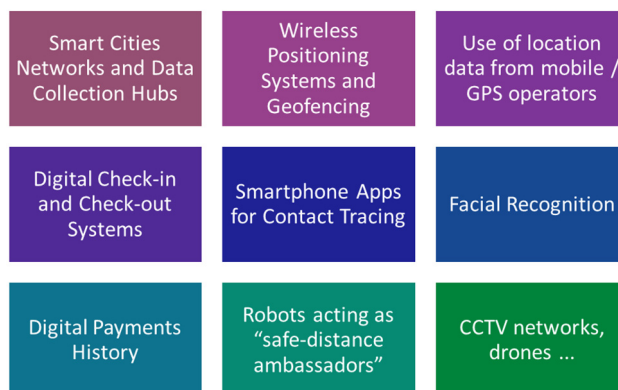 Smart Cities
Networks and Data
Collection Hubs
Wireless
Positioning
Systems and
Geofencing
Use of location
data from mobile /
GPS operators
Digital Check-in
and Check-out
Systems
Smartphone Apps
for Contact Tracing
Facial Recognition
Digital Payments
History
Robots acting as
“safe-distance
ambassadors”
CCTV networks,
drones ...